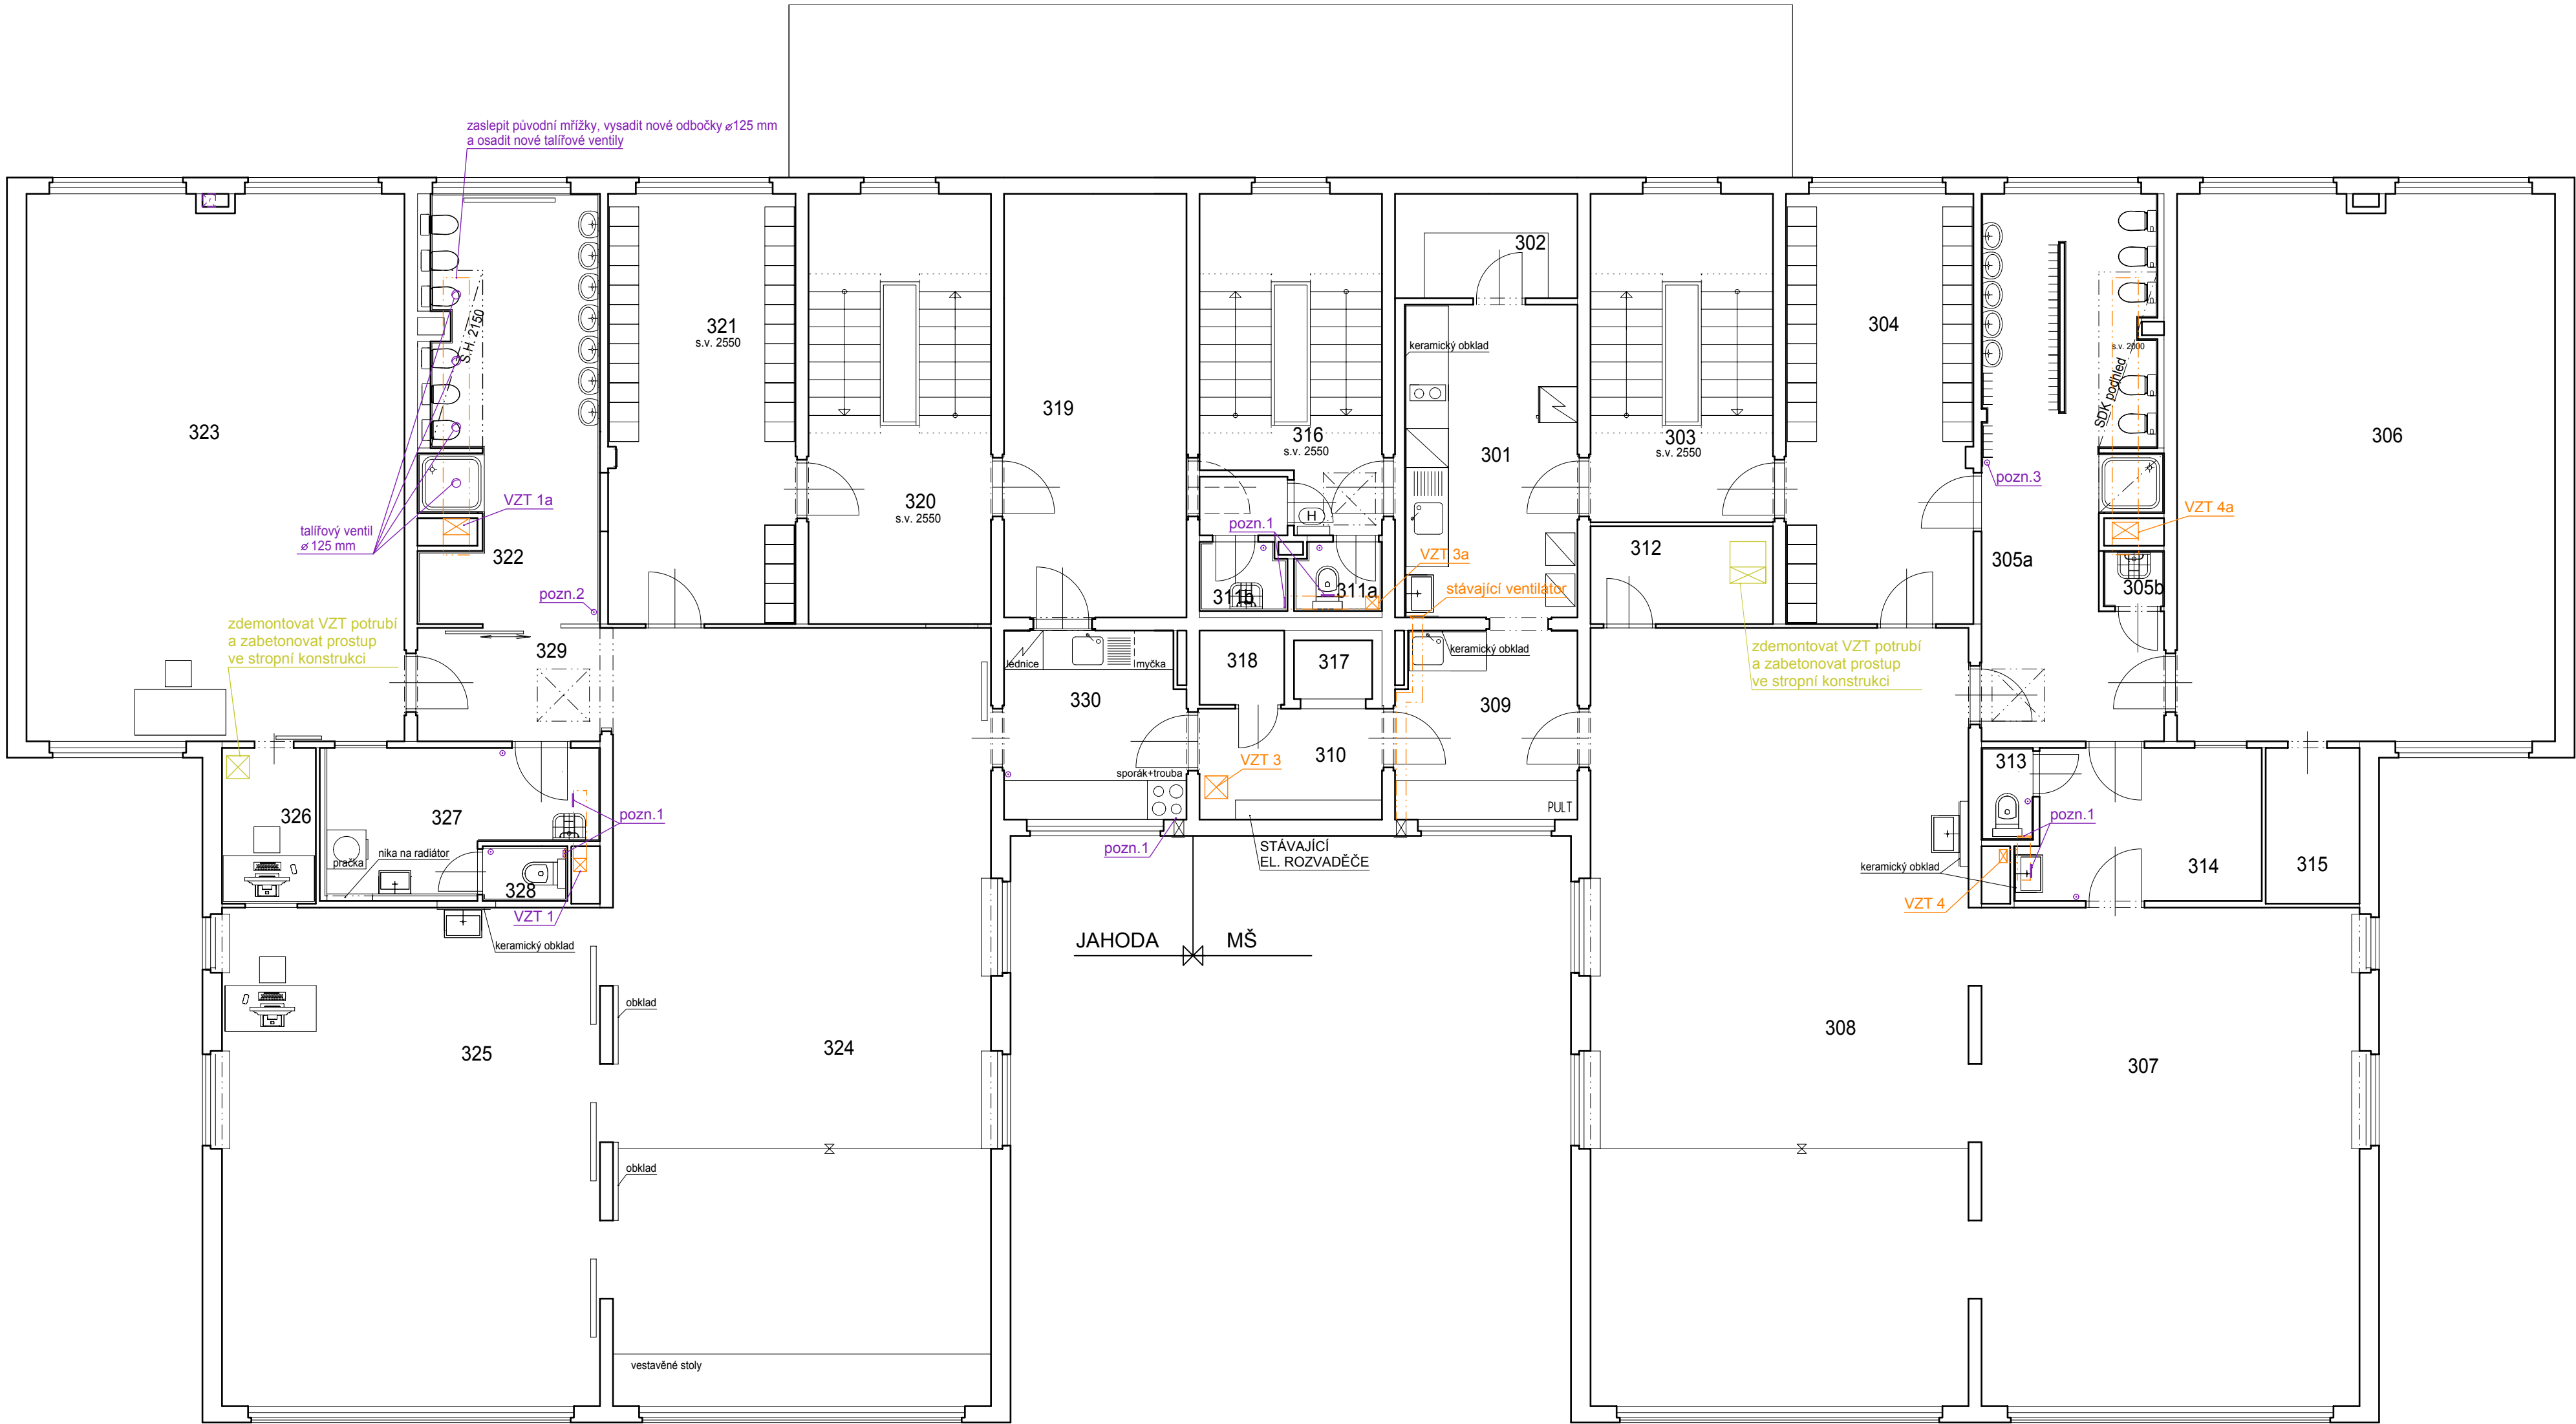 zaslepit původní mřížky, vysadit nové odbočky ø125 mm
a osadit nové talířové ventily
302
S.H. 2150
321
s.v. 2550
304
s.v. 2000
keramický obklad
SDK podhled
319
323
316
s.v. 2550
303
s.v. 2550
301
306
pozn.3
320
s.v. 2550
VZT 1a
VZT 4a
H
pozn.1
talířový ventil
ø 125 mm
322
312
VZT 3a
305a
stávající ventilátor
305b
pozn.2
311b
311a
zdemontovat VZT potrubí
a zabetonovat prostup
ve stropní konstrukci
329
lednice
myčka
318
317
keramický obklad
zdemontovat VZT potrubí
a zabetonovat prostup
ve stropní konstrukci
330
309
310
VZT 3
313
sporák+trouba
PULT
326
327
pozn.1
pozn.1
pozn.1
STÁVAJÍCÍ
EL. ROZVADĚČE
nika na radiátor
pračka
328
keramický obklad
314
315
VZT 1
VZT 4
keramický obklad
JAHODA
MŠ
obklad
325
324
308
307
obklad
vestavěné stoly